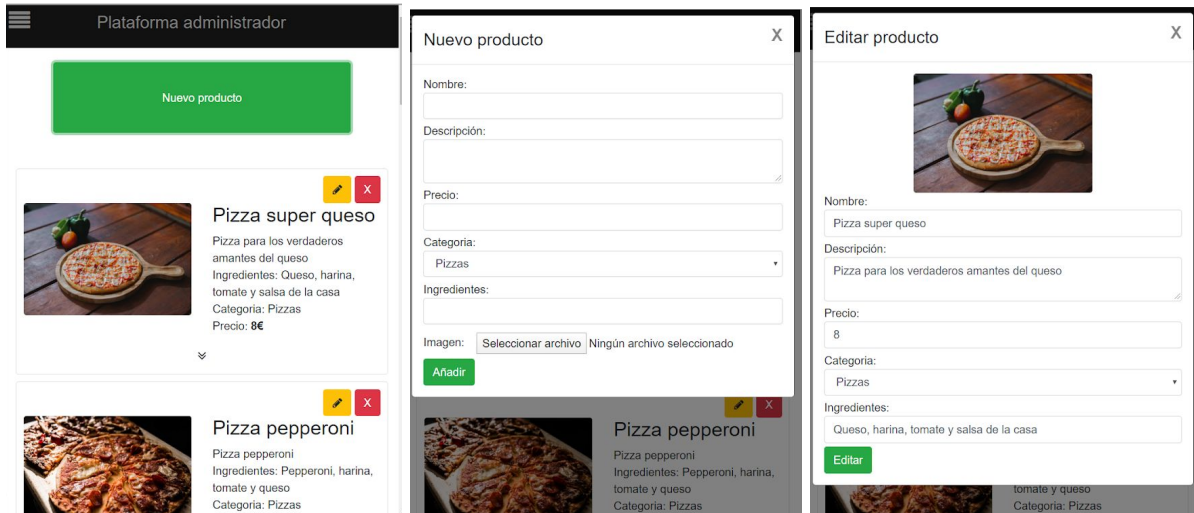 Plataforma administrador
Nuevo producto
X
Pizza super queso
Pizza para los verdaderos
amantes del queso
Ingredientes: Queso, harina,
tomate y salsa de la casa
Categoria: Pizzas
Precio: 8€
X
Pizza pepperoni
Pizza pepperoni
Ingredientes: Pepperoni, harina,
tomate y queso
Categoria: Pizzas
Nuevo producto
X
Nombre:
Descripción:
Precio:
Categoria:
Pizzas
Ingredientes:
Imagen: Seleccionar archivo Ningún archivo seleccionado
Añadir
X
Pizza pepperoni
Pizza pepperoni
Ingredientes: Pepperoni, harina,
tomate y queso
Categoria: Pizzas
Editar producto
X
Nombre:
Pizza super queso
Descripción:
Pizza para los verdaderos amantes del queso
Precio:
8
Categoria:
Pizzas
Ingredientes:
Queso, harina, tomate y salsa de la casa
Editar
tomate y queso
Categoria: Pizzas